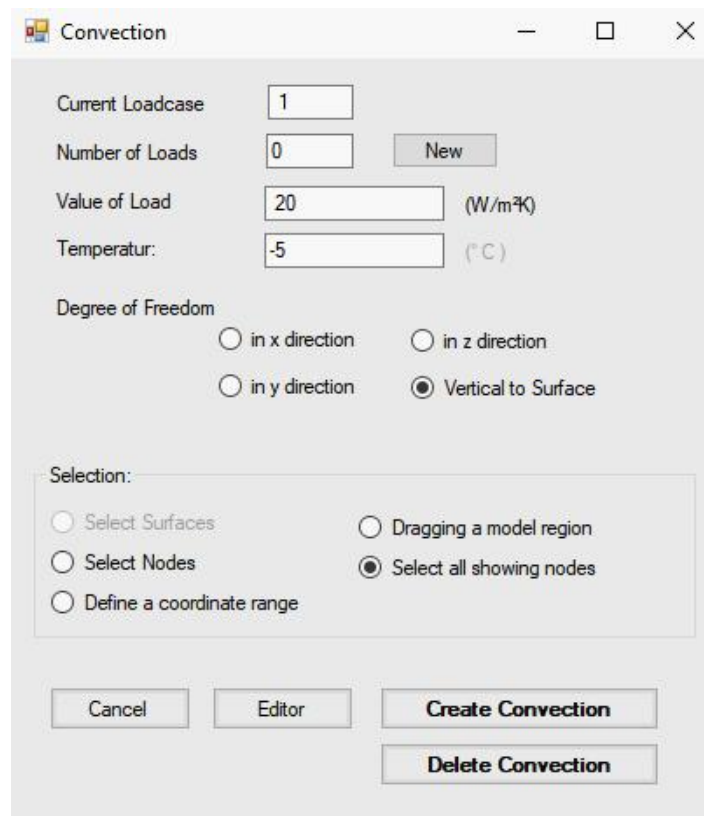 Convection
Current Loadcase 1
Number of Loads 0 New
Value of Load 20 (W/m²K)
Temperatur: -5 (°C)
Degree of Freedom
in x direction in z direction
in y direction Vertical to Surface
Selection:
Select Surfaces Dragging a model region
Select Nodes Select all showing nodes
Define a coordinate range
Cancel Editor Create Convection
Delete Convection